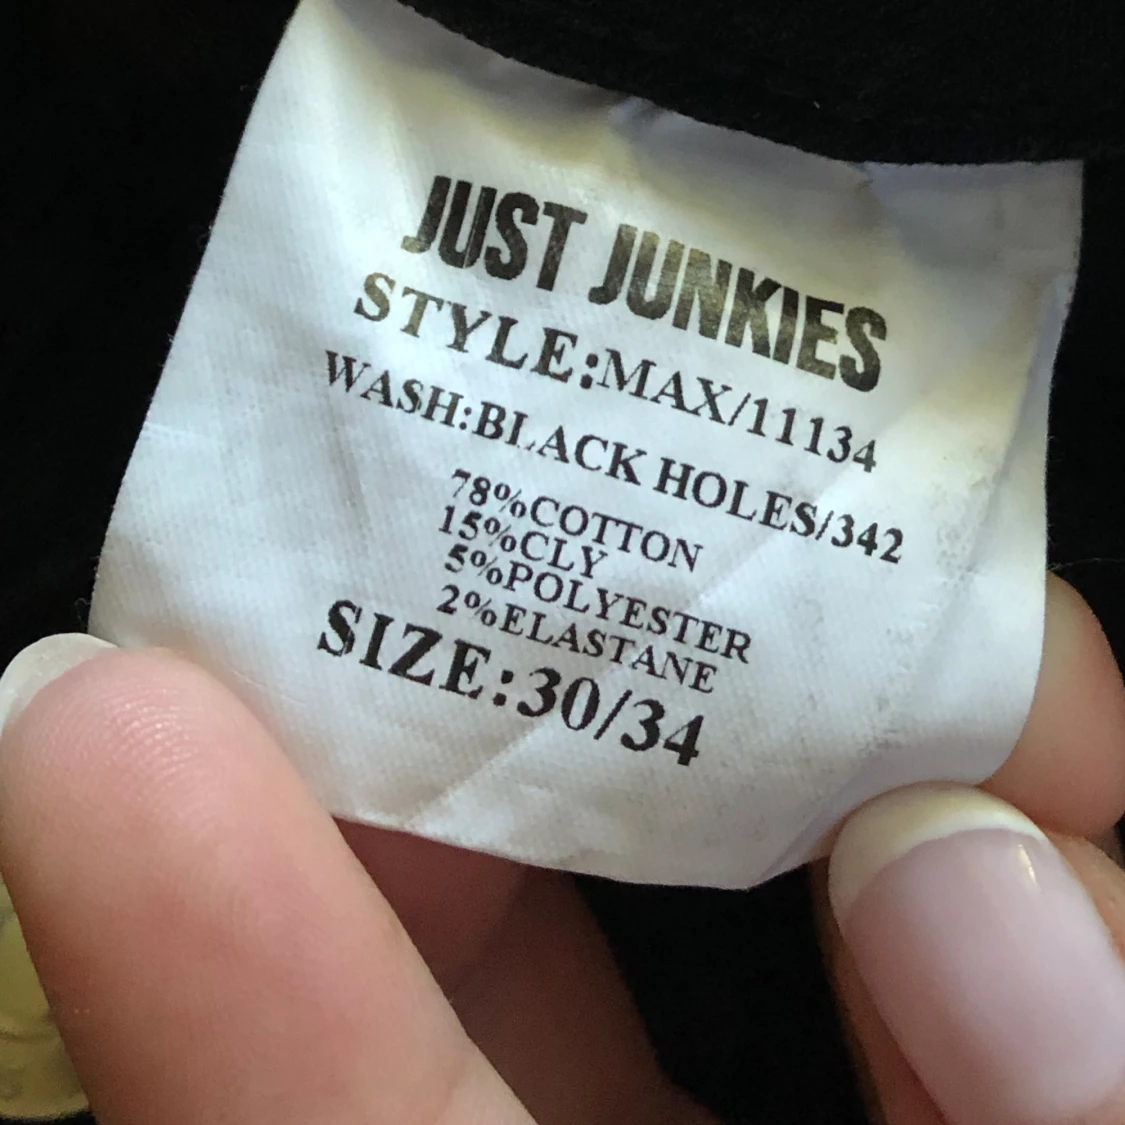 JUST JUNKIES
STYLE:MAX/11134
WASH:BLACK HOLES/342
78%COTTON
15%CLY
5%POLYESTER
2%ELASTANE
SIZE:30/34